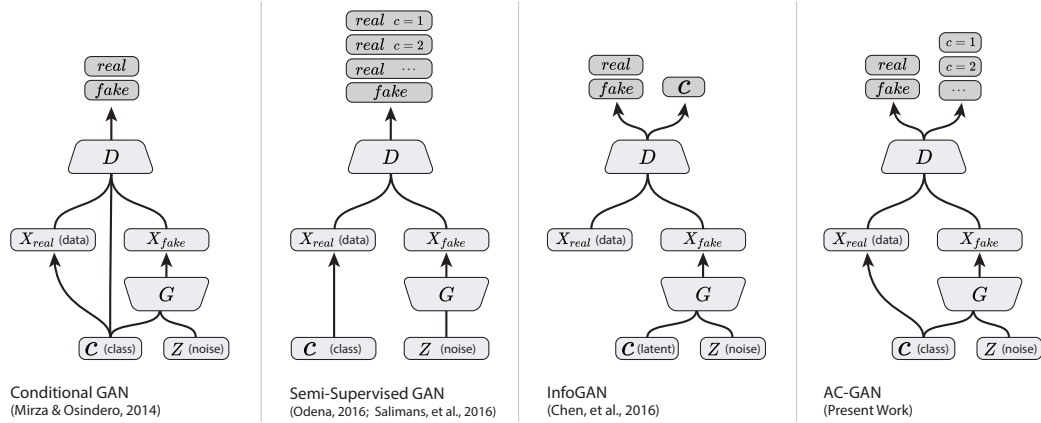 real
fake
D
X_real (data)
X_fake
G
C (class)
Z (noise)
Conditional GAN
(Mirza & Osindero, 2014)
real c = 1
real c = 2
real ...
fake
D
X_real (data)
X_fake
G
C (class)
Z (noise)
Semi-Supervised GAN
(Odena, 2016; Salimans, et al., 2016)
real
fake
C
D
X_real (data)
X_fake
G
C (latent)
Z (noise)
InfoGAN
(Chen, et al., 2016)
real
fake
c = 1
c = 2
...
D
X_real (data)
X_fake
G
C (class)
Z (noise)
AC-GAN
(Present Work)